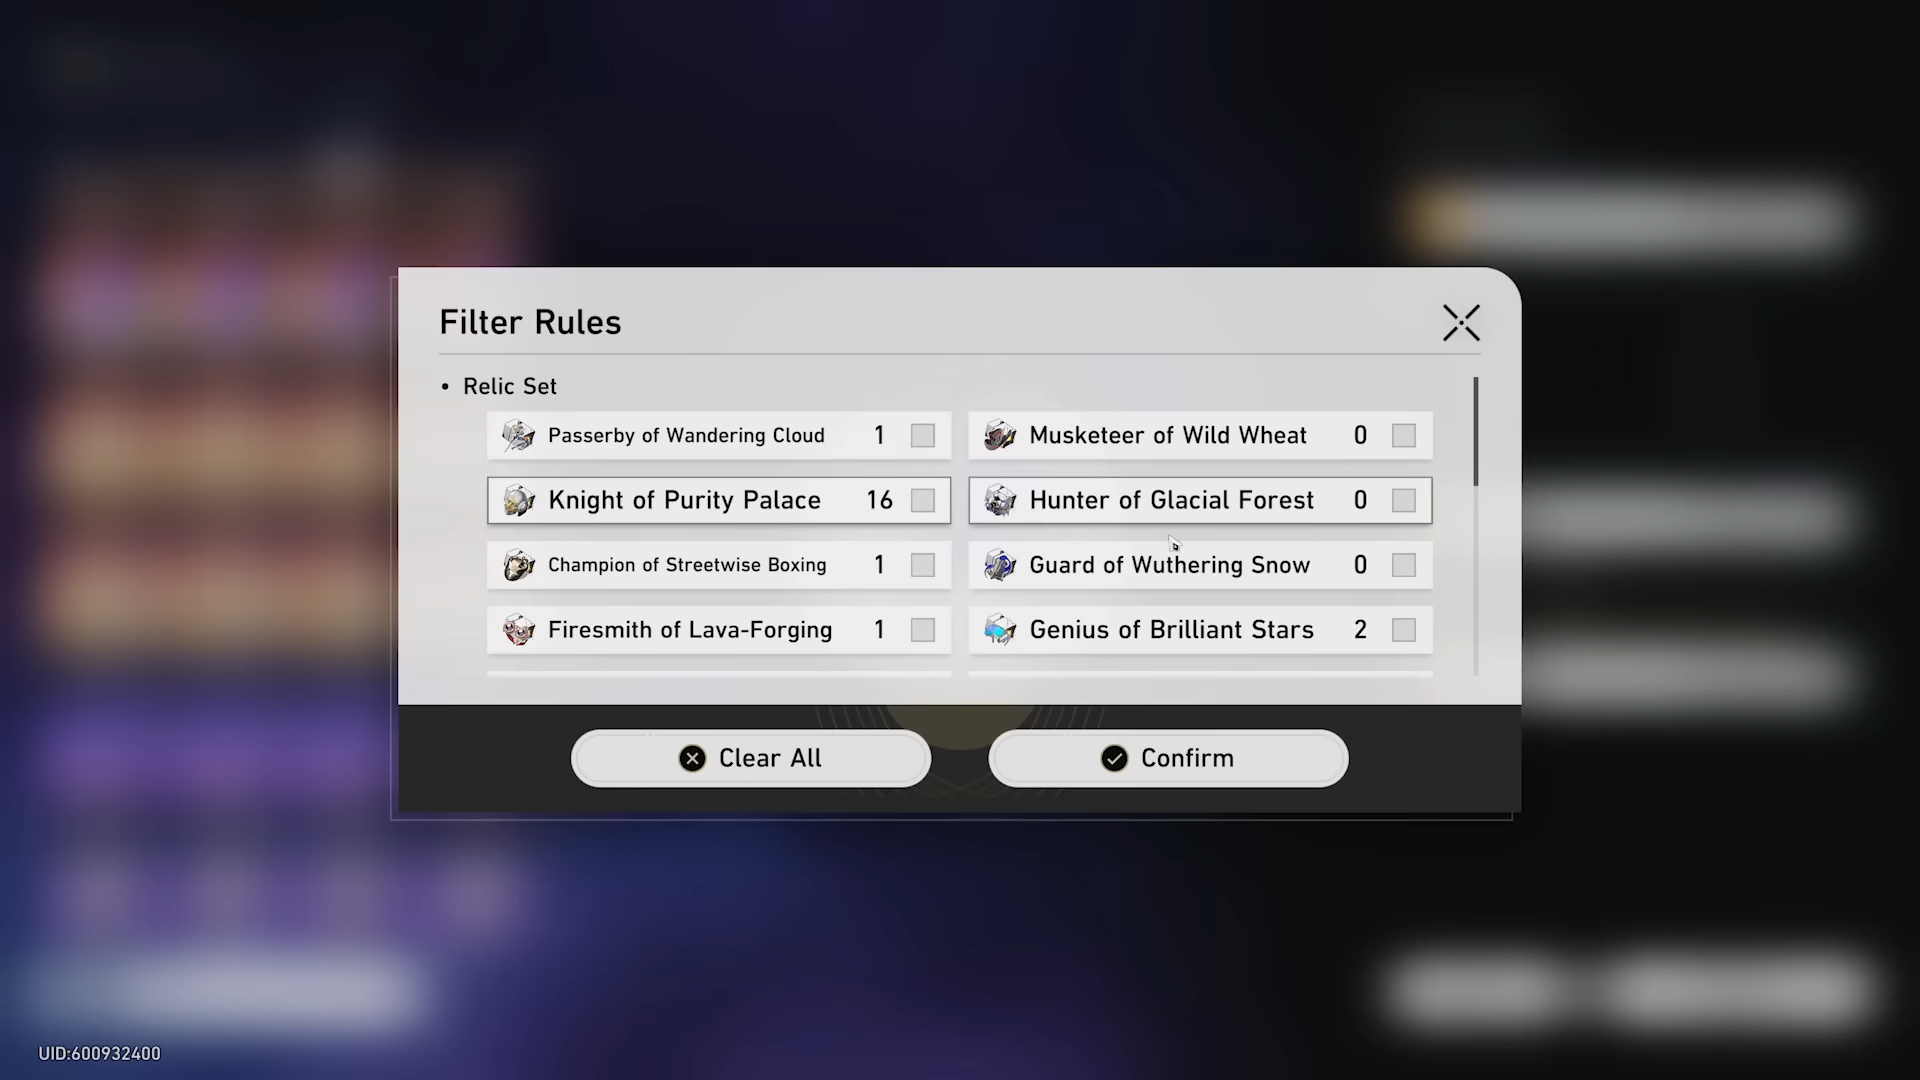 Filter Rules
• Relic Set
Passerby of Wandering Cloud 1
Musketeer of Wild Wheat 0
Knight of Purity Palace 16
Hunter of Glacial Forest 0
Champion of Streetwise Boxing 1
Guard of Wuthering Snow 0
Firesmith of Lava-Forging 1
Genius of Brilliant Stars 2
Clear All
Confirm
UID:600932400